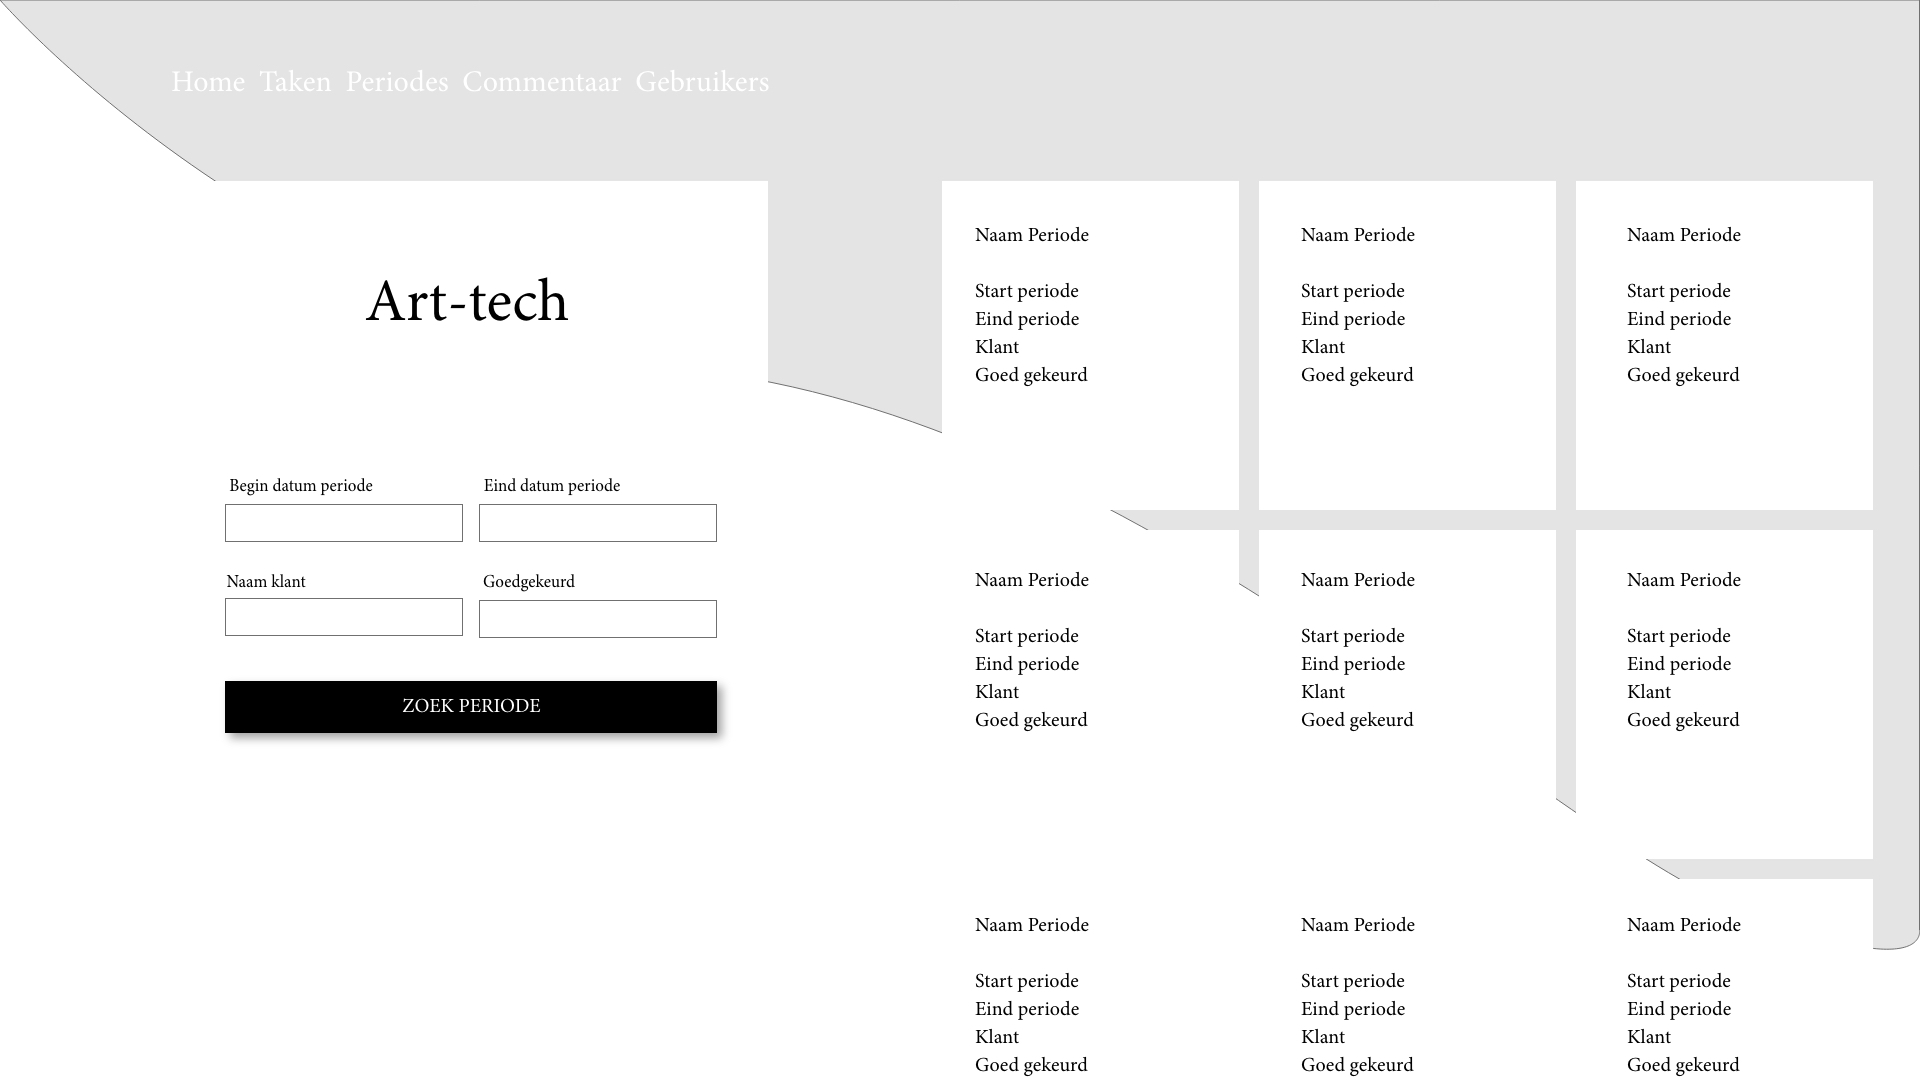 Home Taken Periodes Commentaar Gebruikers
Art-tech
Begin datum periode
Eind datum periode
Naam klant
Goedgekeurd
ZOEK PERIODE
Naam Periode
Start periode
Eind periode
Klant
Goed gekeurd
Naam Periode
Start periode
Eind periode
Klant
Goed gekeurd
Naam Periode
Start periode
Eind periode
Klant
Goed gekeurd
Naam Periode
Start periode
Eind periode
Klant
Goed gekeurd
Naam Periode
Start periode
Eind periode
Klant
Goed gekeurd
Naam Periode
Start periode
Eind periode
Klant
Goed gekeurd
Naam Periode
Start periode
Eind periode
Klant
Goed gekeurd
Naam Periode
Start periode
Eind periode
Klant
Goed gekeurd
Naam Periode
Start periode
Eind periode
Klant
Goed gekeurd